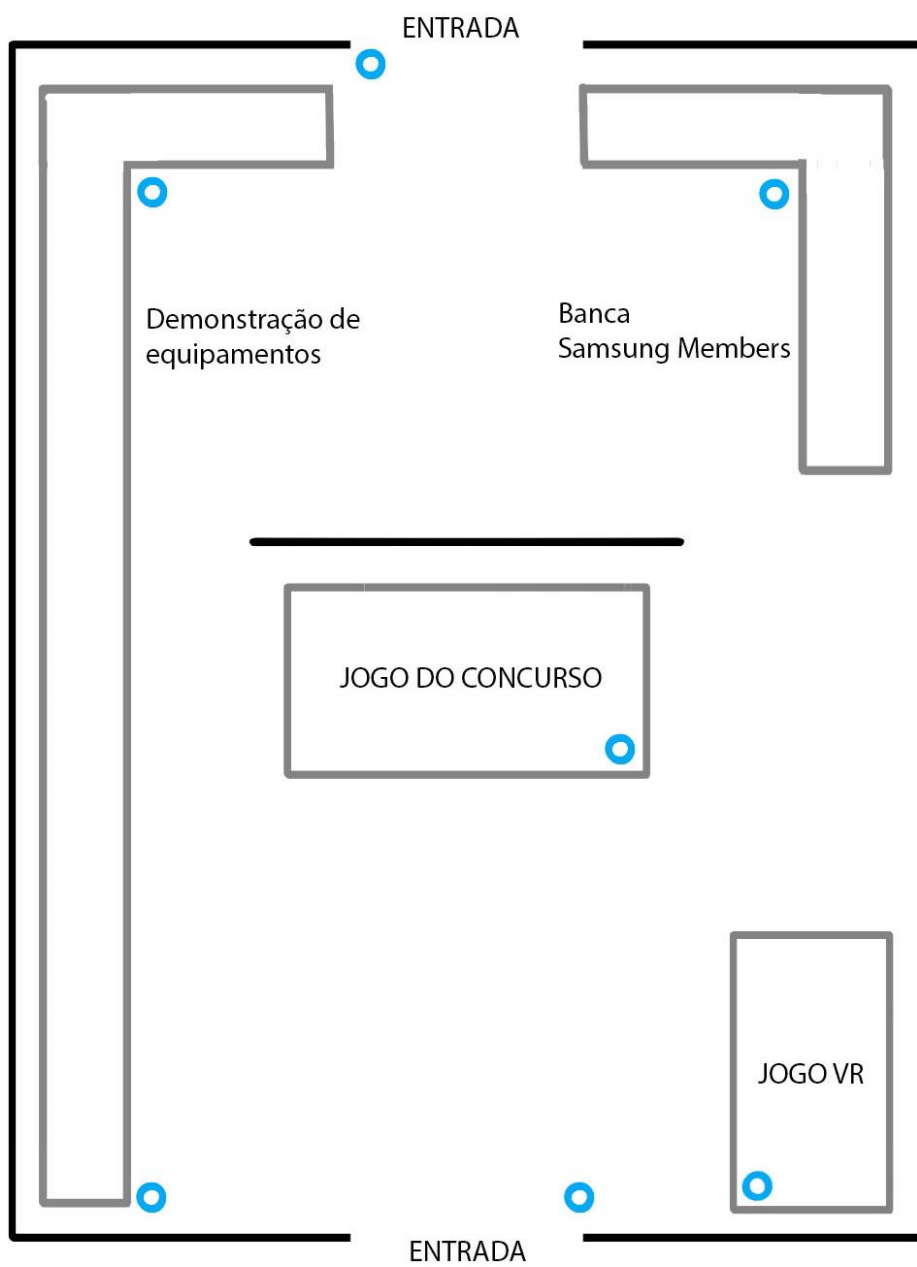 ENTRADA
Demonstração de
equipamentos
Banca
Samsung Members
JOGO DO CONCURSO
JOGO VR
ENTRADA